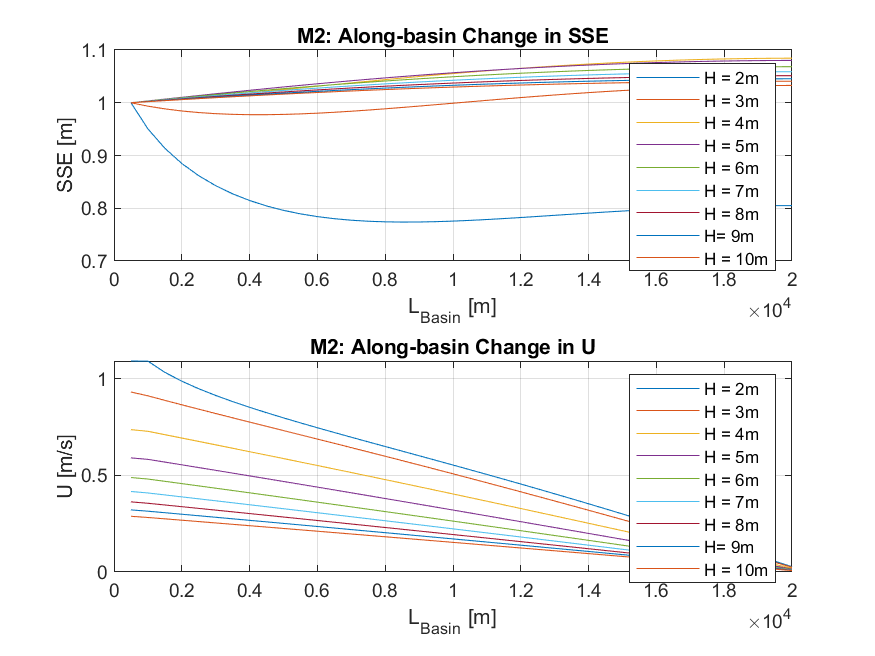 M2: Along-basin Change in SSE
1.1
1
0.9
0.8
0.7
SSE [m]
H = 2m
H = 3m
H = 4m
H = 5m
H = 6m
H = 7m
H = 8m
H= 9m
H = 10m
0 0.2 0.4 0.6 0.8 1 1.2 1.4 1.6 1.8 2
L_Basin [m]
×10^4
M2: Along-basin Change in U
1
0.5
0
U [m/s]
H = 2m
H = 3m
H = 4m
H = 5m
H = 6m
H = 7m
H = 8m
H= 9m
H = 10m
0 0.2 0.4 0.6 0.8 1 1.2 1.4 1.6 1.8 2
L_Basin [m]
×10^4